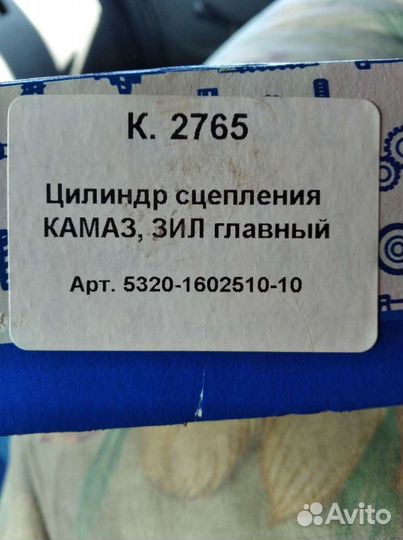 К. 2765
Цилиндр сцепления
КАМАЗ, ЗИЛ главный
Арт. 5320-1602510-10
Avito